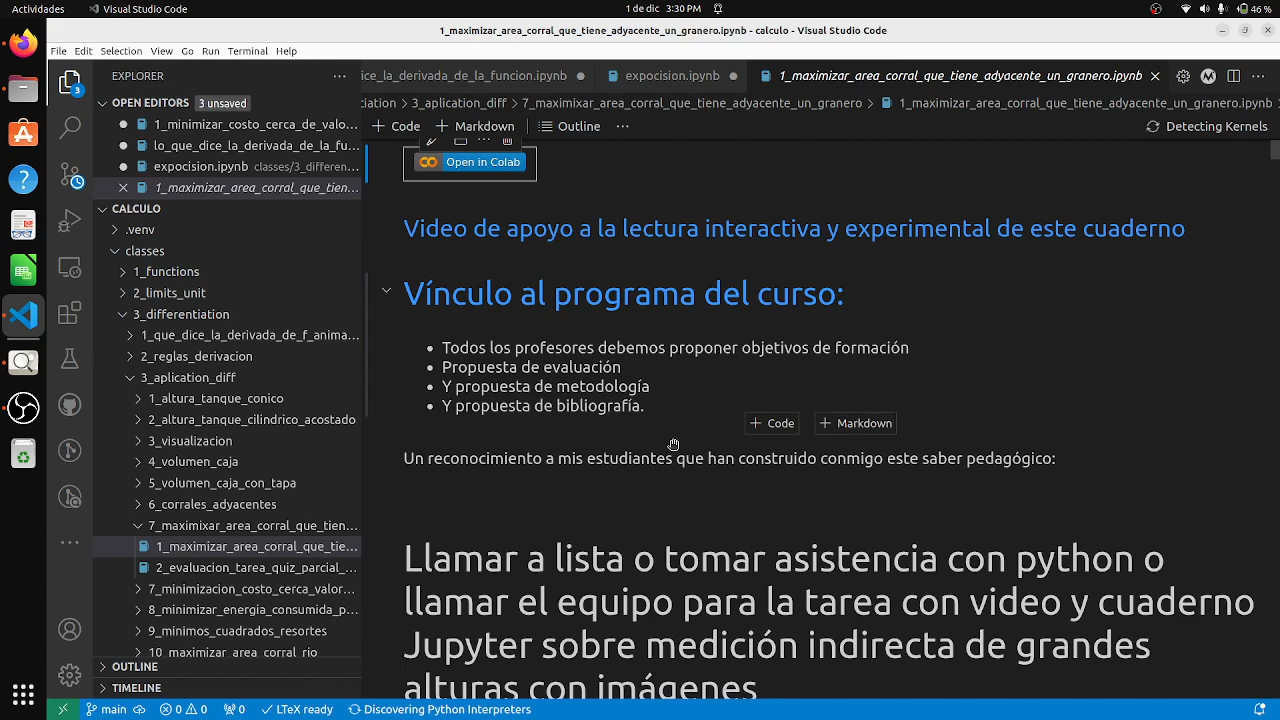 Actividades
Visual Studio Code
1 de dic 3:30 PM
46 %
1_maximizar_area_corral_que_tiene_adyacente_un_granero.ipynb - calculo - Visual Studio Code
File Edit Selection View Go Run Terminal Help
EXPLORER
ice_la_derivada_de_la_funcion.ipynb
expocision.ipynb
1_maximizar_area_corral_que_tiene_adyacente_un_granero.ipynb
OPEN EDITORS 3 unsaved
1_minimizar_costo_cerca_de_valo...
lo_que_dice_la_derivada_de_la_fu...
expocision.ipynb classes/3_differen...
1_maximizar_area_corral_que_tien...
CALCULO
.venv
classes
1_functions
2_limits_unit
3_differentiation
1_que_dice_la_derivada_de_f_anima...
2_reglas_derivacion
3_aplication_diff
1_altura_tanque_conico
2_altura_tanque_cilindrico_acostado
3_visualizacion
4_volumen_caja
5_volumen_caja_con_tapa
6_corrales_adyacentes
7_maximixar_area_corral_que_tien...
1_maximizar_area_corral_que_tie...
2_evaluacion_tarea_quiz_parcial_...
7_minimizacion_costo_cerca_valor...
8_minimizar_energia_consumida_p...
9_minimos_cuadrados_resortes
10_maximizar_area_corral_rio
OUTLINE
TIMELINE
ciation > 3_aplication_diff > 7_maximixar_area_corral_que_tiene_adyacente_un_granero > 1_maximizar_area_corral_que_tiene_adyacente_un_granero.ipynb
+ Code + Markdown Outline ...
Detecting Kernels
Open in Colab
Video de apoyo a la lectura interactiva y experimental de este cuaderno
Vínculo al programa del curso:
• Todos los profesores debemos proponer objetivos de formación
• Propuesta de evaluación
• Y propuesta de metodología
• Y propuesta de bibliografía.
+ Code + Markdown
Un reconocimiento a mis estudiantes que han construido conmigo este saber pedagógico:
Llamar a lista o tomar asistencia con python o
llamar el equipo para la tarea con video y cuaderno
Jupyter sobre medición indirecta de grandes
alturas con imágenes
3
main
0 0
0
LTeX ready
Discovering Python Interpreters